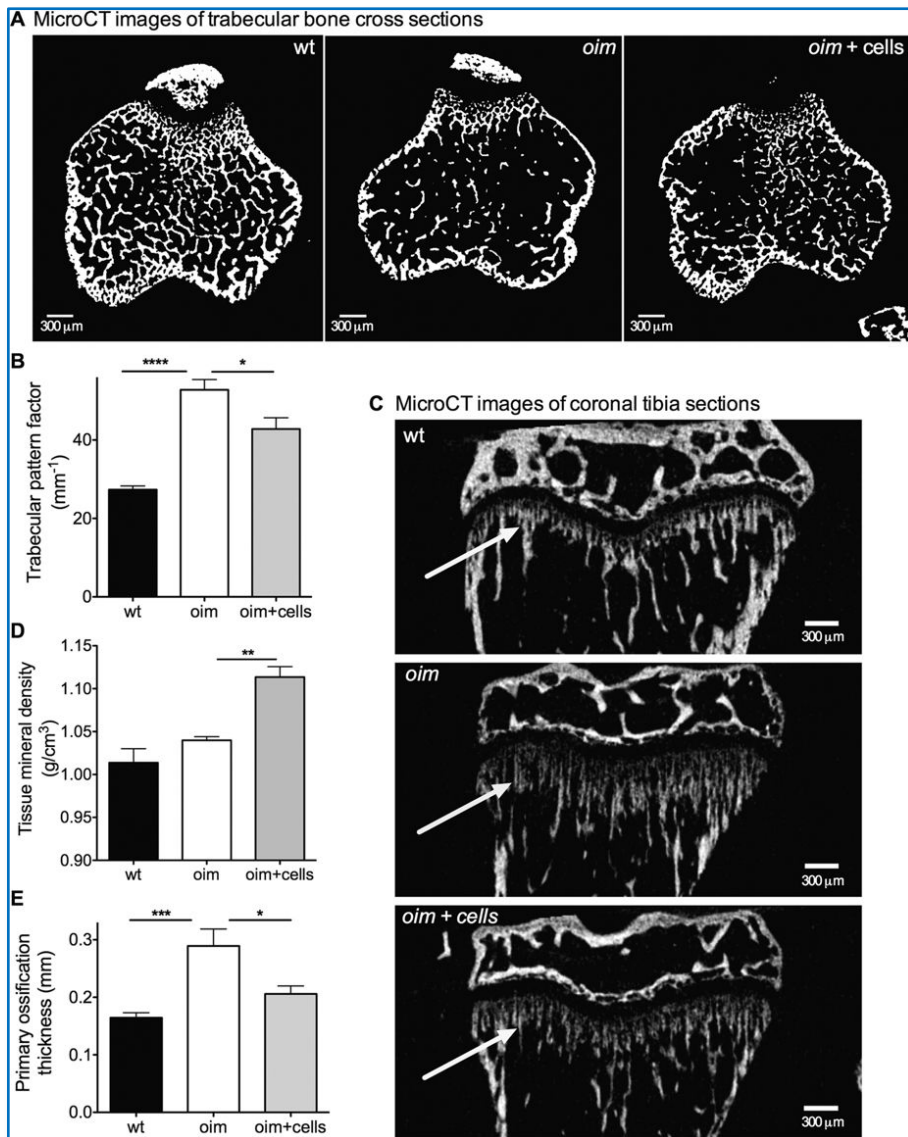 A MicroCT images of trabecular bone cross sections
wt
oim
oim + cells
300 μm
300 μm
300 μm
B
****
*
Trabecular pattern factor
(mm⁻¹)
40
20
0
wt
oim
oim+cells
C MicroCT images of coronal tibia sections
wt
300 μm
oim
300 μm
oim + cells
300 μm
D
**
Tissue mineral density
(g/cm³)
1.15
1.10
1.05
1.00
0.95
0.90
wt
oim
oim+cells
E
***
*
Primary ossification
thickness (mm)
0.3
0.2
0.1
0.0
wt
oim
oim+cells